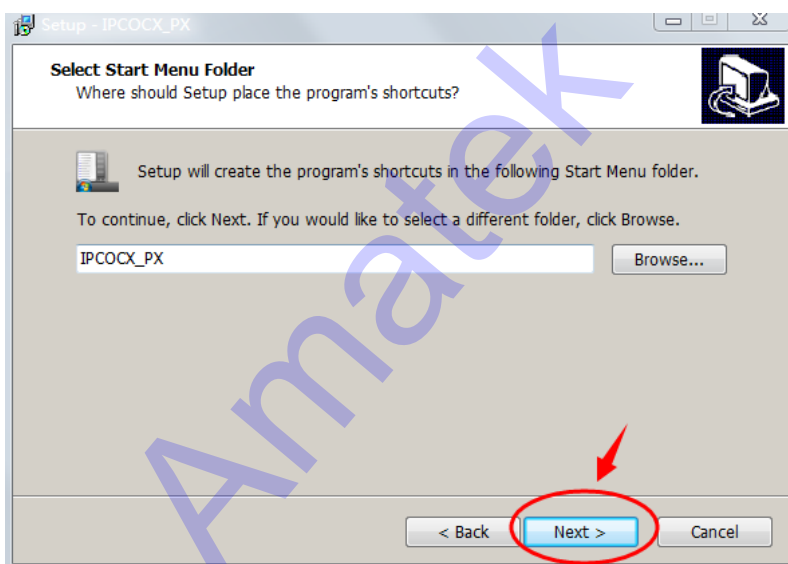 Setup - IPCOCX_PX
Select Start Menu Folder
Where should Setup place the program's shortcuts?
Setup will create the program's shortcuts in the following Start Menu folder.
To continue, click Next. If you would like to select a different folder, click Browse.
IPCOCX_PX
Browse...
Amatek
< Back
Next >
Cancel